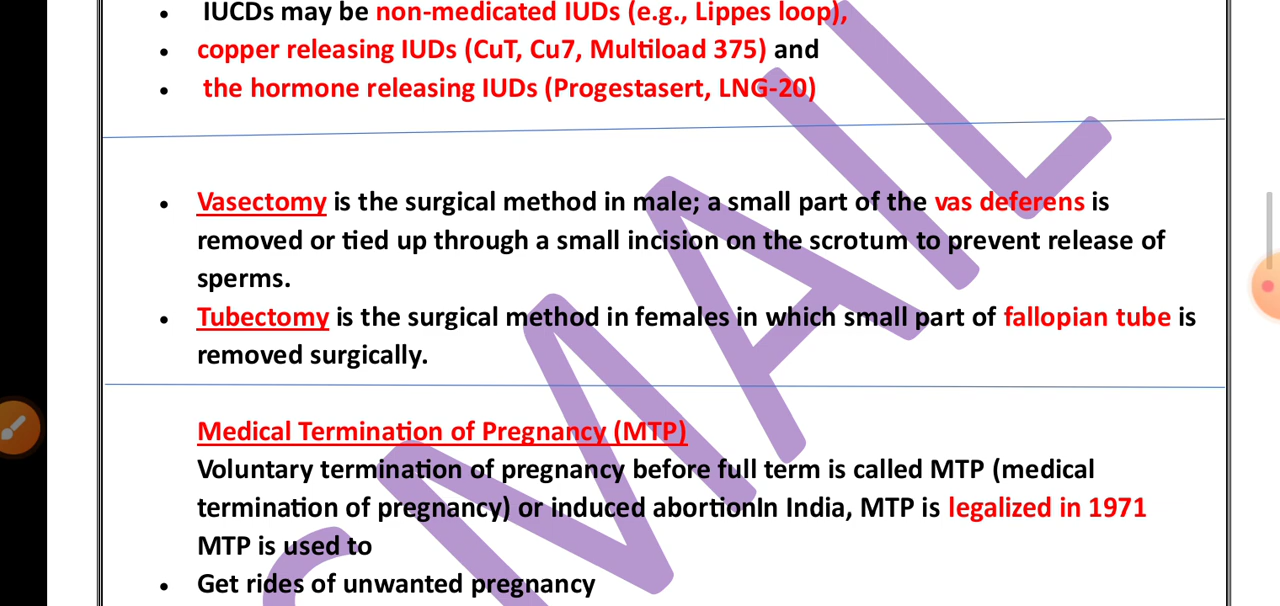 • IUCDs may be non-medicated IUDs (e.g., Lippes loop),
• copper releasing IUDs (CuT, Cu7, Multiload 375) and
• the hormone releasing IUDs (Progestasert, LNG-20)
• Vasectomy is the surgical method in male; a small part of the vas deferens is
removed or tied up through a small incision on the scrotum to prevent release of
sperms.
• Tubectomy is the surgical method in females in which small part of fallopian tube is
removed surgically.
Medical Termination of Pregnancy (MTP)
Voluntary termination of pregnancy before full term is called MTP (medical
termination of pregnancy) or induced abortionIn India, MTP is legalized in 1971
MTP is used to
• Get rides of unwanted pregnancy
MAIL